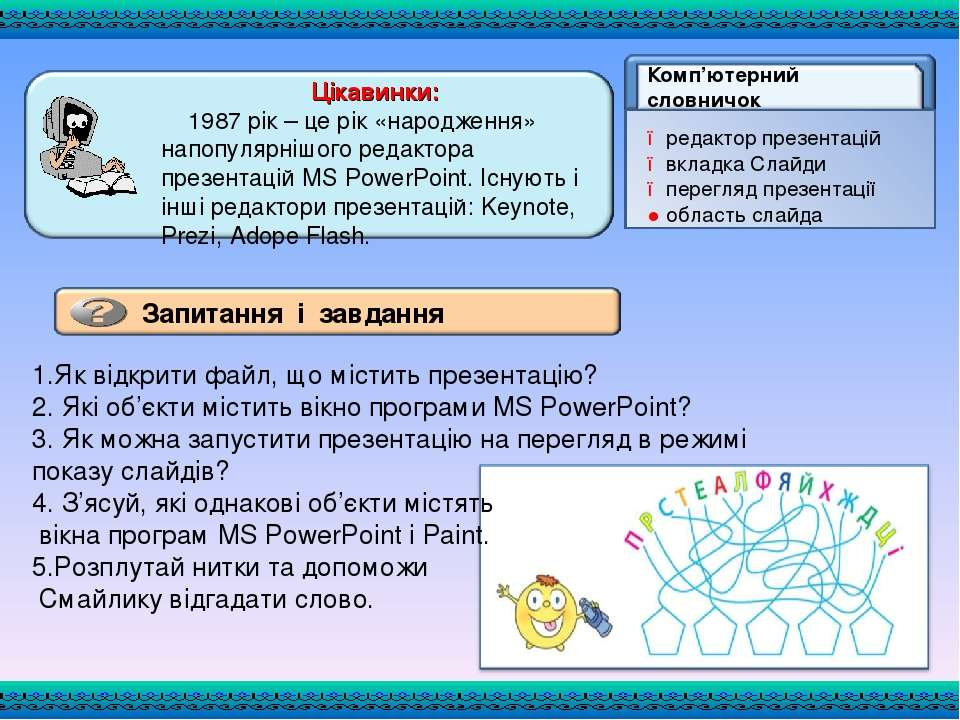 Цікавинки:
1987 рік – це рік «народження»
напопулярнішого редактора
презентацій MS PowerPoint. Існують і
інші редактори презентацій: Keynote,
Prezi, Adope Flash.
Комп’ютерний
словничок
● редактор презентацій
● вкладка Слайди
● перегляд презентації
● область слайда
? Запитання і завдання
1.Як відкрити файл, що містить презентацію?
2. Які об’єкти містить вікно програми MS PowerPoint?
3. Як можна запустити презентацію на перегляд в режимі
показу слайдів?
4. З’ясуй, які однакові об’єкти містять
вікна програм MS PowerPoint і Paint.
5.Розплутай нитки та допоможи
Смайлику відгадати слово.
П Р С Т Е А Л Ф Я Й Х Ж Д Ц І